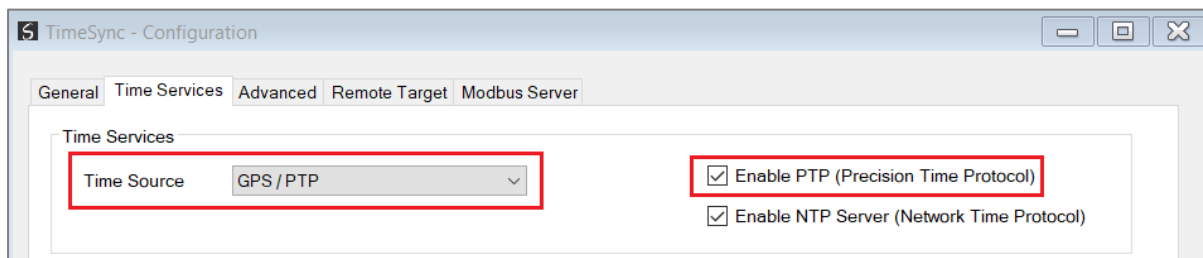 TimeSync - Configuration
General Time Services Advanced Remote Target Modbus Server
Time Services
Time Source GPS / PTP Enable PTP (Precision Time Protocol)
Enable NTP Server (Network Time Protocol)